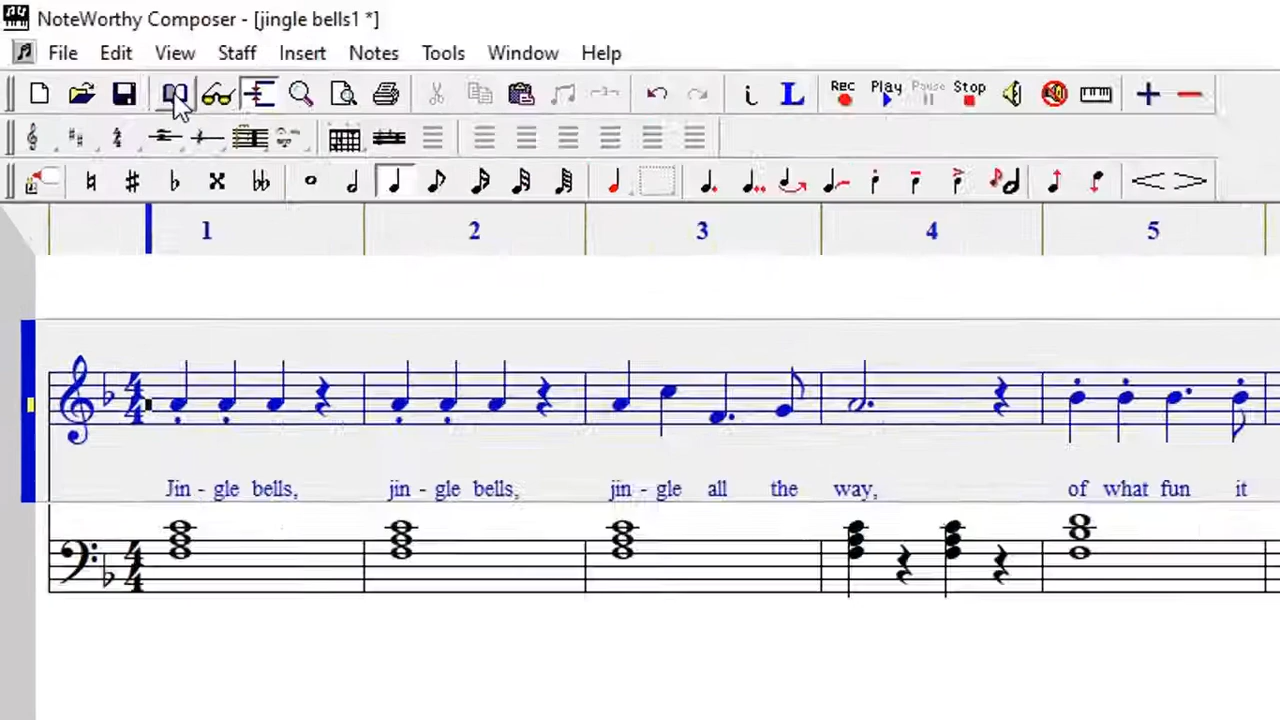 NoteWorthy Composer - [jingle bells1 *]
File Edit View Staff Insert Notes Tools Window Help
REC Play Pause Stop
1 2 3 4 5
Jin - gle bells, jin - gle bells, jin - gle all the way, of what fun it